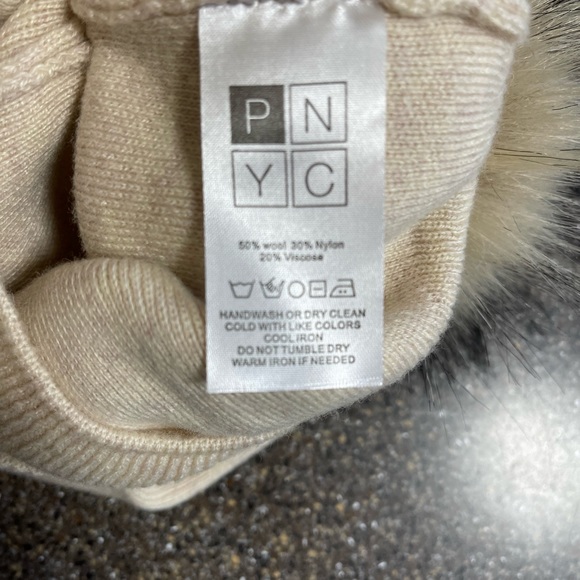 P N
Y C
50% wool 30% Nylon
20% Viscose
HANDWASH OR DRY CLEAN
COLD WITH LIKE COLORS
COOL IRON
DO NOT TUMBLE DRY
WARM IRON IF NEEDED